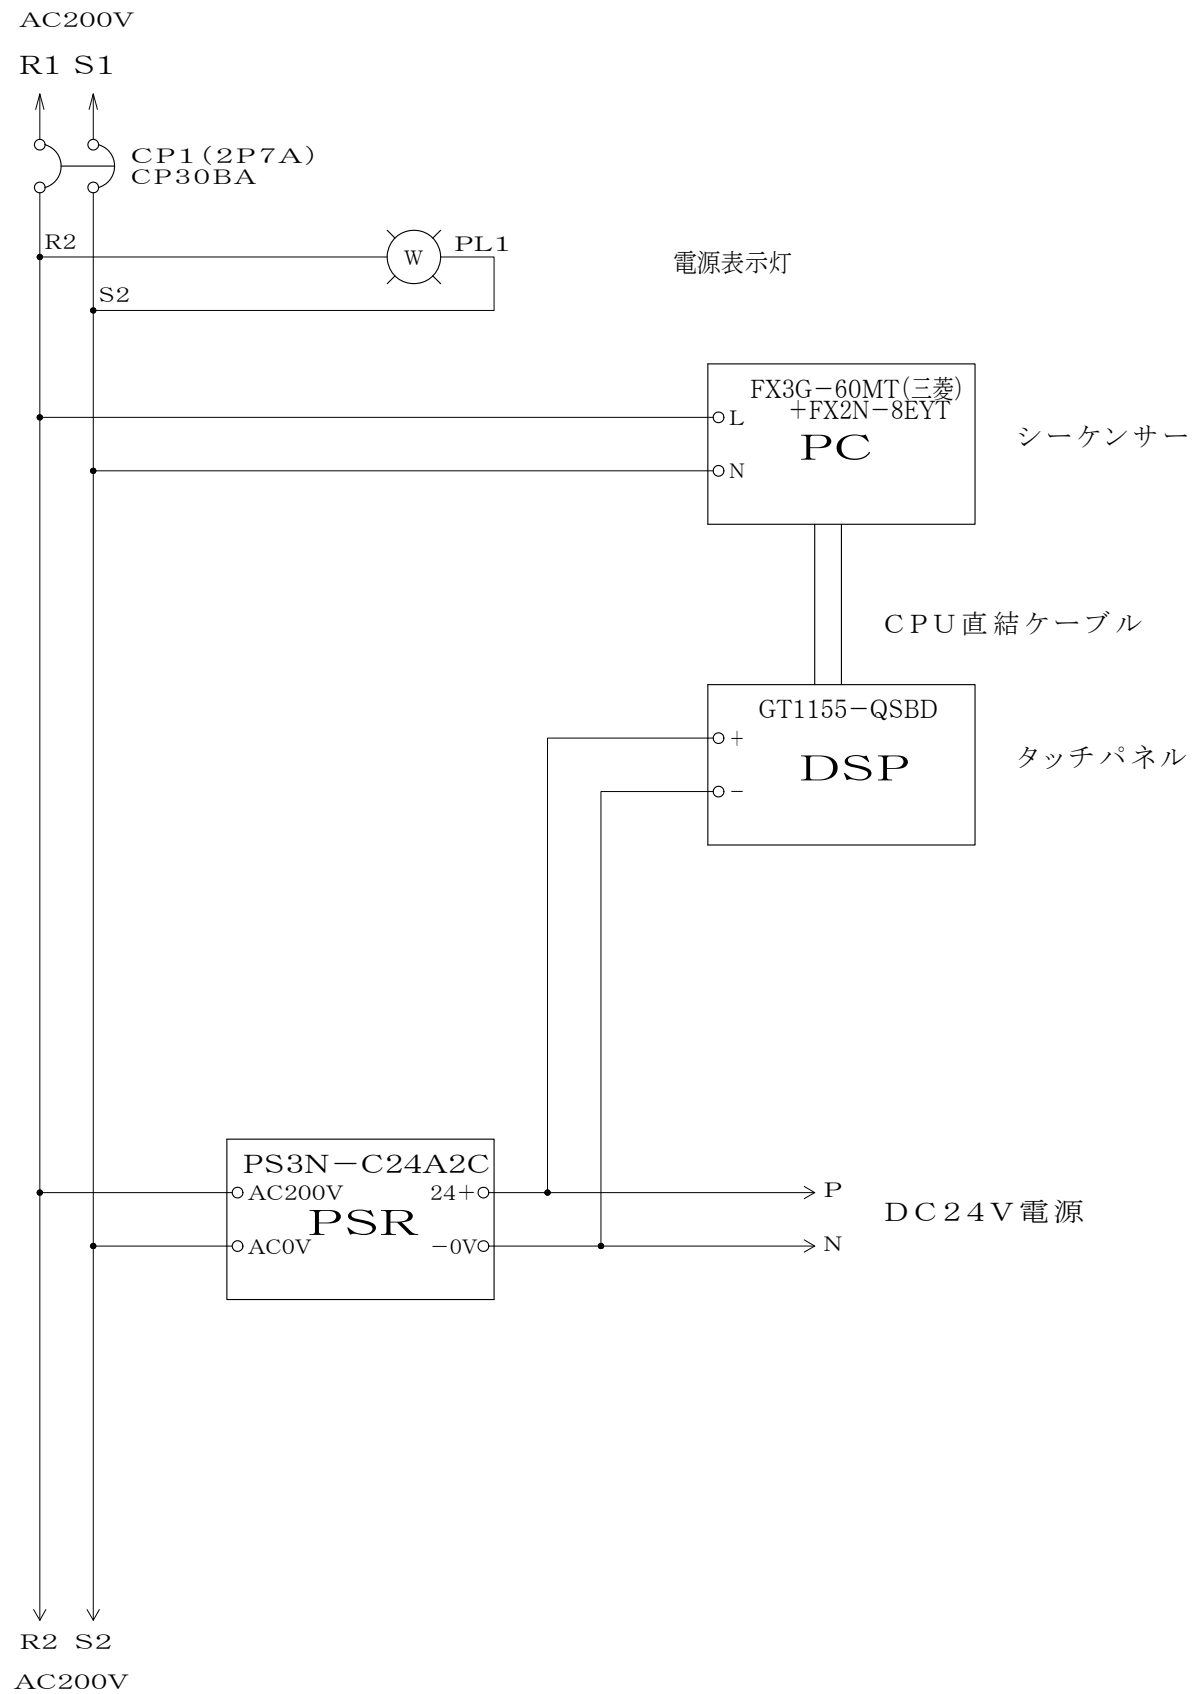 AC200V
R1 S1
CP1(2P7A)
CP30BA
R2
W
PL1
電源表示灯
S2
FX3G－60MT(三菱)
＋FX2N－8EYT
L
PC
シーケンサー
N
CPU直結ケーブル
GT1155－QSBD
＋
DSP
タッチパネル
－
PS3N－C24A2C
AC200V
24＋
P
PSR
DC24V電源
AC0V
－0V
N
R2 S2
AC200V